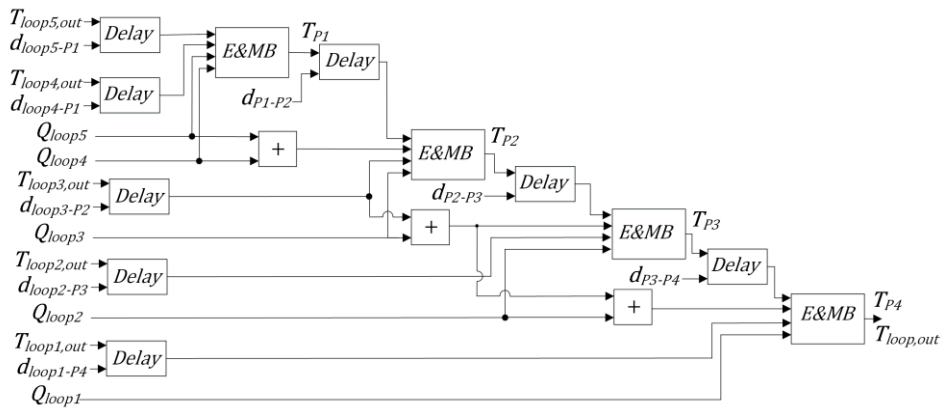 T_loop5,out
Delay
d_loop5-P1
E&MB
T_P1
Delay
T_loop4,out
Delay
d_loop4-P1
d_P1-P2
Q_loop5
Q_loop4
+
E&MB
T_P2
T_loop3,out
Delay
d_loop3-P2
d_P2-P3
Delay
Q_loop3
+
E&MB
T_P3
T_loop2,out
Delay
d_loop2-P3
d_P3-P4
Delay
Q_loop2
+
E&MB
T_P4
T_loop,out
T_loop1,out
Delay
d_loop1-P4
Q_loop1